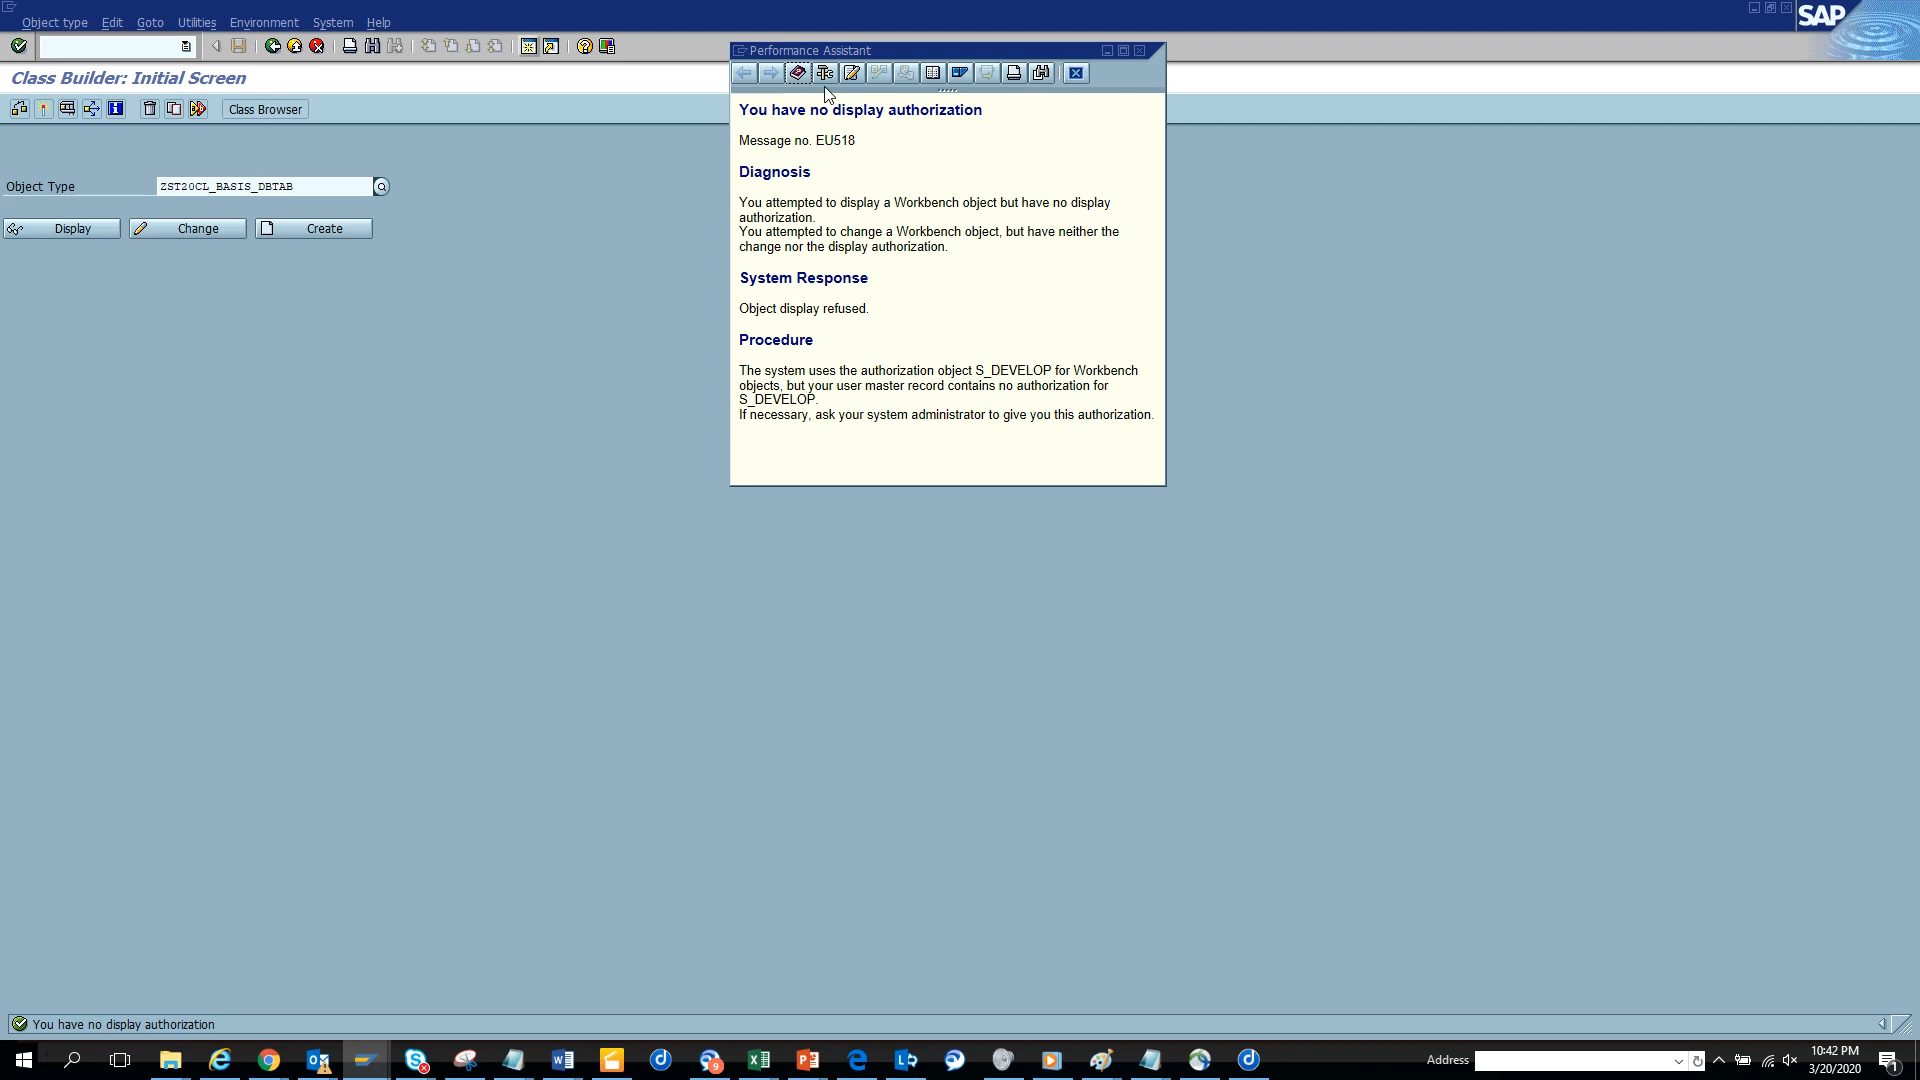 Object type Edit Goto Utilities Environment System Help
SAP
Class Builder: Initial Screen
Class Browser
Object Type ZST20CL_BASIS_DBTAB
Display Change Create
Performance Assistant
You have no display authorization
Message no. EU518
Diagnosis
You attempted to display a Workbench object but have no display
authorization.
You attempted to change a Workbench object, but have neither the
change nor the display authorization.
System Response
Object display refused.
Procedure
The system uses the authorization object S_DEVELOP for Workbench
objects, but your user master record contains no authorization for
S_DEVELOP.
If necessary, ask your system administrator to give you this authorization.
You have no display authorization
Address
10:42 PM
3/20/2020